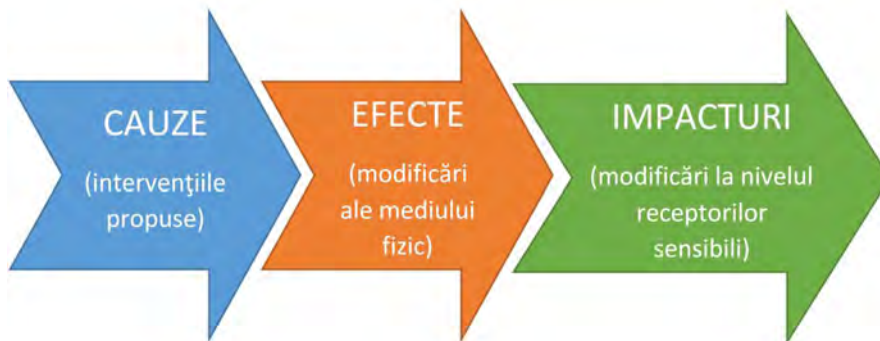 CAUZE
(intervenţiile
propuse)
EFECTE
(modificări
ale mediului
fizic)
IMPACTURI
(modificări la nivelul
receptorilor
sensibili)